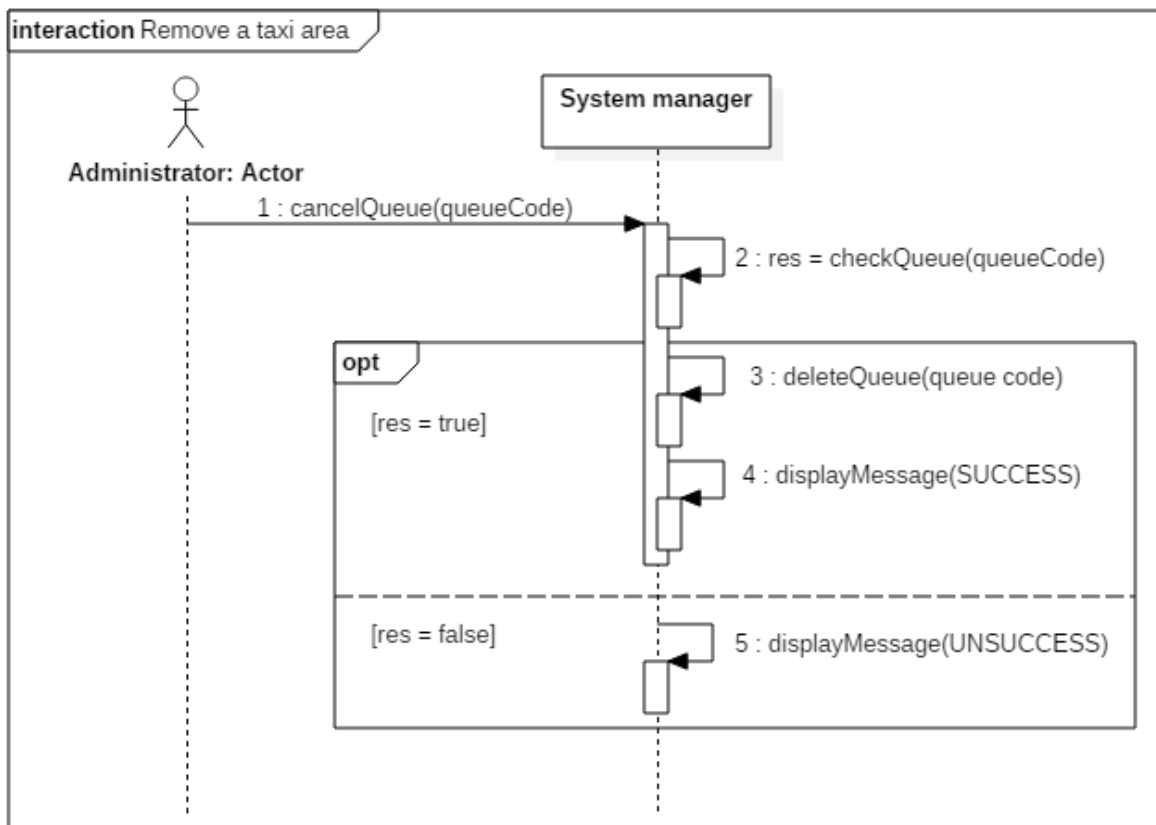 interaction Remove a taxi area
System manager
Administrator: Actor
1 : cancelQueue(queueCode)
2 : res = checkQueue(queueCode)
opt
3 : deleteQueue(queue code)
[res = true]
4 : displayMessage(SUCCESS)
[res = false]
5 : displayMessage(UNSUCCESS)